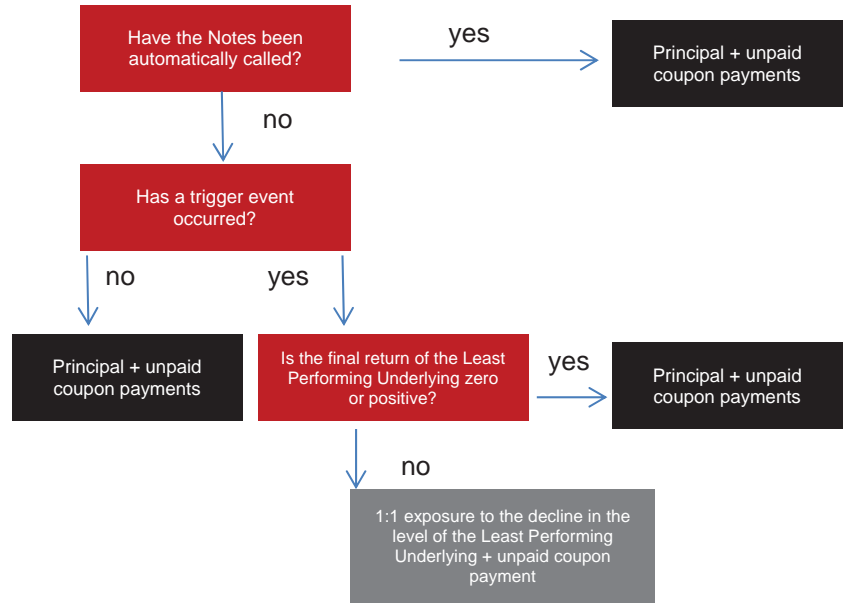 Have the Notes been
automatically called?
yes
Principal + unpaid
coupon payments
no
Has a trigger event
occurred?
no
yes
Principal + unpaid
coupon payments
Is the final return of the Least
Performing Underlying zero
or positive?
yes
Principal + unpaid
coupon payments
no
1:1 exposure to the decline in the
level of the Least Performing
Underlying + unpaid coupon
payment